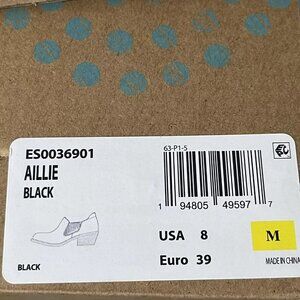 ES0036901
AILLIE
BLACK
BLACK
63-P1-5
1 94805 49597 7
USA 8
Euro 39
M
MADE IN CHINA